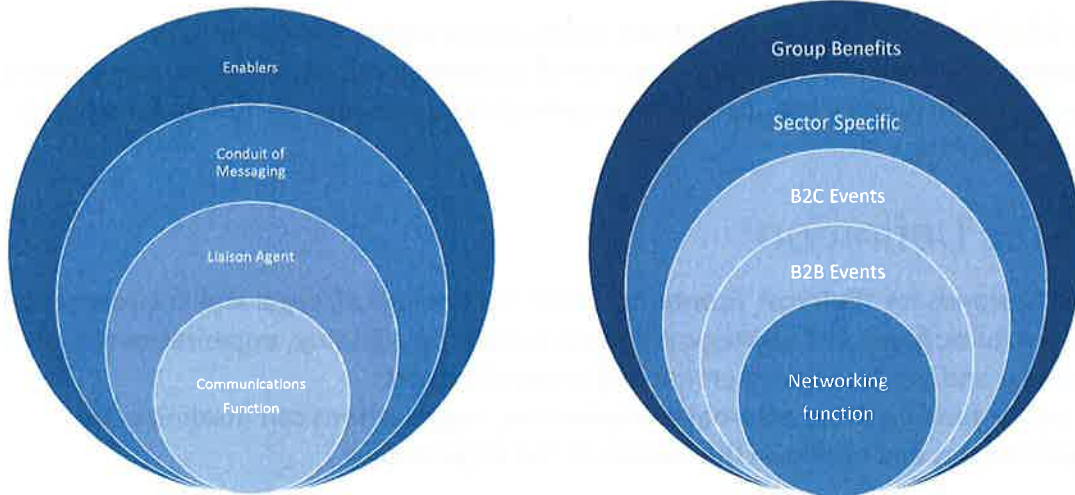 Enablers
Conduit of
Messaging
Liaison Agent
Communications
Function
Group Benefits
Sector Specific
B2C Events
B2B Events
Networking
function